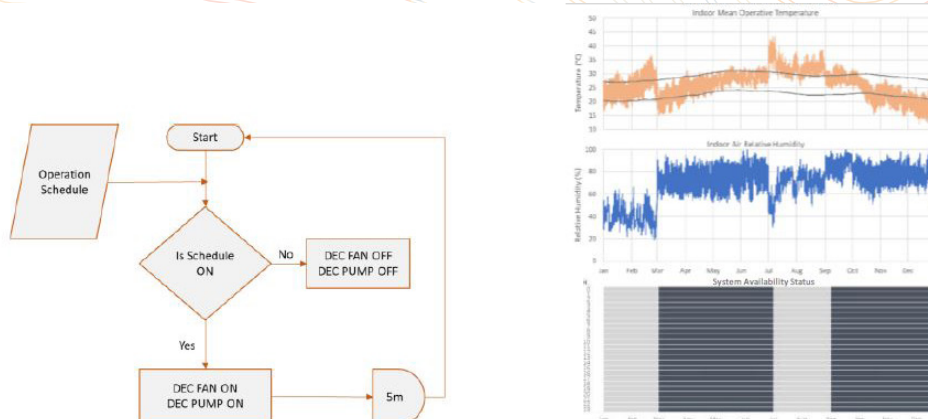 Start
Operation
Schedule
Is Schedule
ON
No
DEC FAN OFF
DEC PUMP OFF
Yes
DEC FAN ON
DEC PUMP ON
5m
Indoor Mean Operative Temperature
Temperature (°C)
50
45
40
35
30
25
20
15
10
Indoor Air Relative Humidity
Relative Humidity (%)
100
80
60
40
20
0
Jan Feb Mar Apr May Jun Jul Aug Sep Oct Nov Dec
System Availability Status